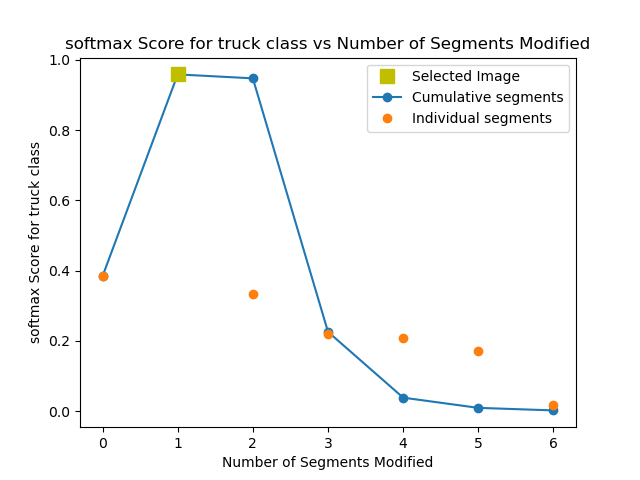 softmax Score for truck class vs Number of Segments Modified
Selected Image
Cumulative segments
Individual segments
softmax Score for truck class
1.0
0.8
0.6
0.4
0.2
0.0
0 1 2 3 4 5 6
Number of Segments Modified